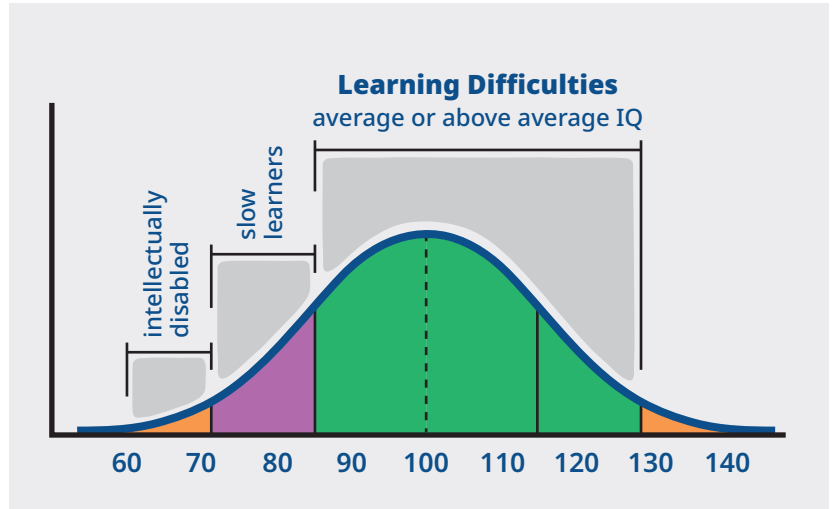 Learning Difficulties
average or above average IQ
slow
learners
intellectually
disabled
60 70 80 90 100 110 120 130 140